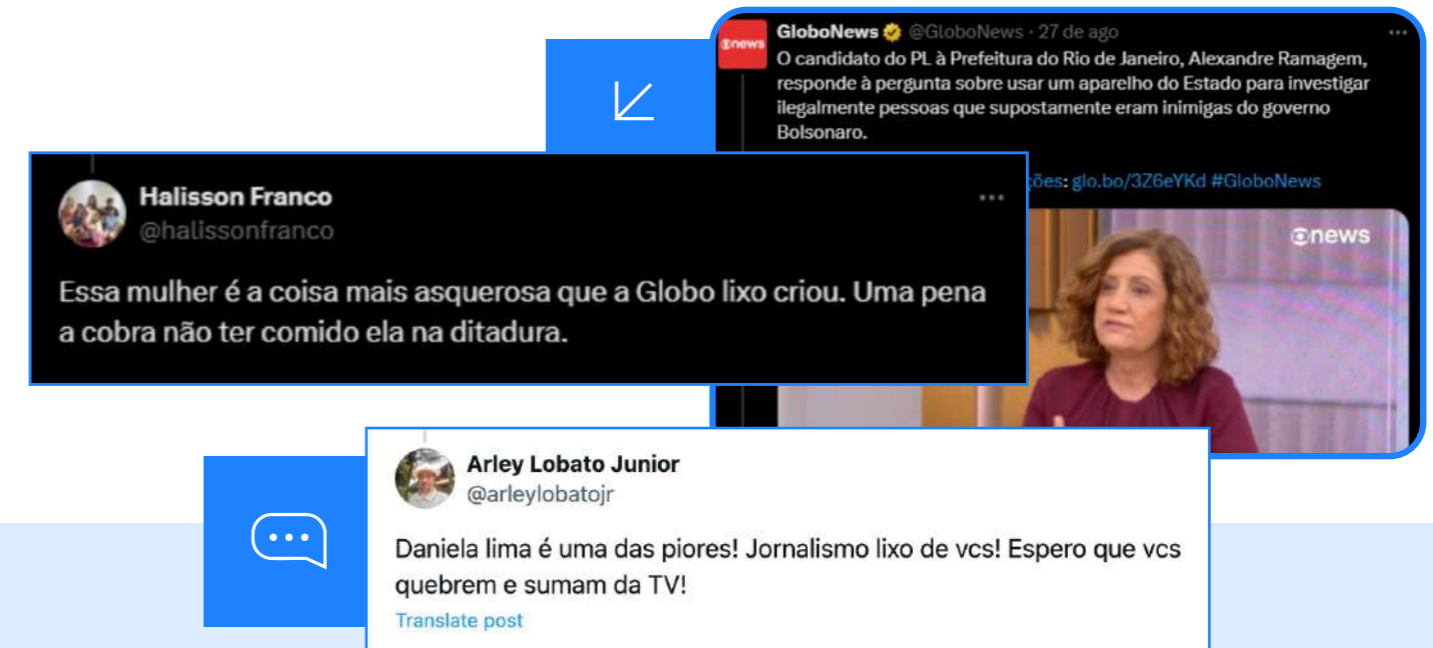 GloboNews @GloboNews · 27 de ago
O candidato do PL à Prefeitura do Rio de Janeiro, Alexandre Ramagem,
responde à pergunta sobre usar um aparelho do Estado para investigar
ilegalmente pessoas que supostamente eram inimigas do governo
Bolsonaro.
ções: glo.bo/3Z6eYKd #GloboNews
news
news
Halisson Franco
@halissonfranco
Essa mulher é a coisa mais asquerosa que a Globo lixo criou. Uma pena
a cobra não ter comido ela na ditadura.
Arley Lobato Junior
@arleylobatojr
Daniela lima é uma das piores! Jornalismo lixo de vcs! Espero que vcs
quebrem e sumam da TV!
Translate post